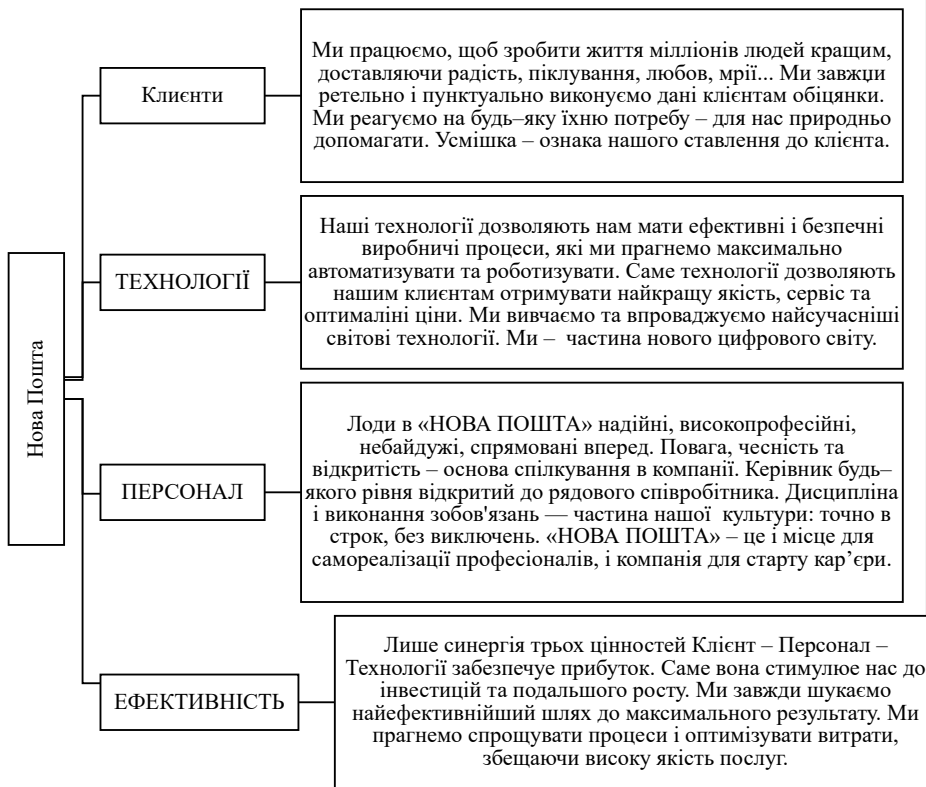 Нова Пошта
Клиєнти
Ми працюємо, щоб зробити життя мілліонів людей кращим,
доставляючи радість, піклування, любов, мрії... Ми завжци
ретельно і пунктуально виконуємо дані клієнтам обіцянки.
Ми реагуємо на будь–яку їхню потребу – для нас природньо
допомагати. Усмішка – ознака нашого ставлення до клієнта.
ТЕХНОЛОГІЇ
Наші технології дозволяють нам мати ефективні і безпечні
виробничі процеси, які ми прагнемо максимально
автоматизувати та роботизувати. Саме технології дозволяють
нашим клієнтам отримувати найкращу якість, сервіс та
оптималіні ціни. Ми вивчаємо та впроваджуємо найсучасніші
світові технології. Ми –  частина нового цифрового світу.
ПЕРСОНАЛ
Лоди в «НОВА ПОШТА» надійні, високопрофесійні,
небайдужі, спрямовані вперед. Повага, чесність та
відкритість – основа спілкування в компанії. Керівник будь–
якого рівня відкритий до рядового співробітника. Дисципліна
і виконання зобов'язань — частина нашої  культури: точно в
строк, без виключень. «НОВА ПОШТА» – це і місце для
самореалізації професіоналів, і компанія для старту кар’єри.
ЕФЕКТИВНІСТЬ
Лише синергія трьох цінностей Клієнт – Персонал –
Технології забезпечує прибуток. Саме вона стимулює нас до
інвестицій та подальшого росту. Ми завжди шукаємо
найефективнійший шлях до максимального результату. Ми
прагнемо спрощувати процеси і оптимізувати витрати,
збещаючи високу якість послуг.